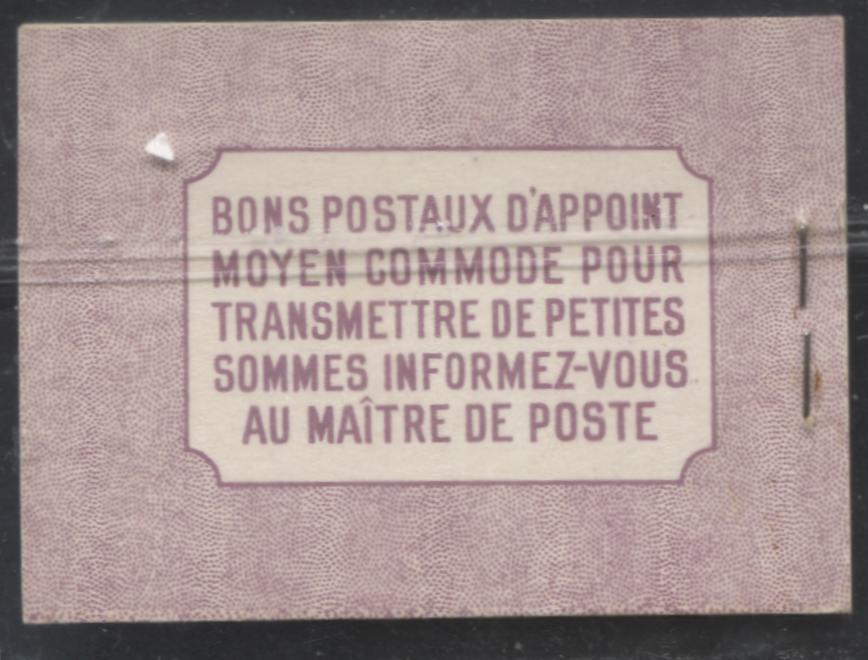 BONS POSTAUX D'APPOINT
MOYEN COMMODE POUR
TRANSMETTRE DE PETITES
SOMMES INFORMEZ-VOUS
AU MAÎTRE DE POSTE